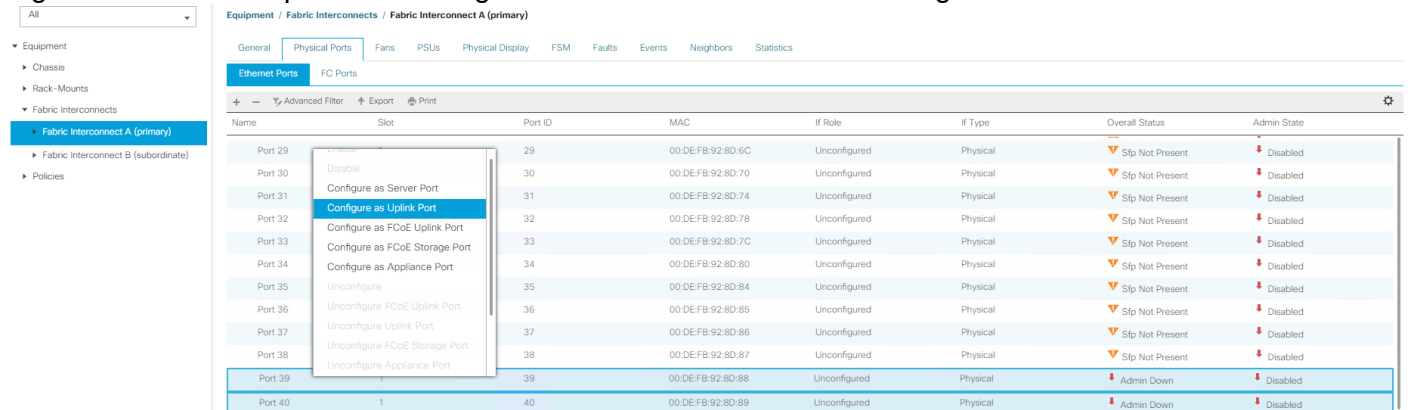 All
Equipment
Chassis
Rack-Mounts
Fabric Interconnects
Fabric Interconnect A (primary)
Fabric Interconnect B (subordinate)
Policies
Equipment / Fabric Interconnects / Fabric Interconnect A (primary)
General Physical Ports Fans PSUs Physical Display FSM Faults Events Neighbors Statistics
Ethernet Ports FC Ports
+ − Advanced Filter Export Print
Name Slot Port ID MAC If Role If Type Overall Status Admin State
Port 29 29 00:DE:FB:92:8D:6C Unconfigured Physical Sfp Not Present Disabled
Port 30 30 00:DE:FB:92:8D:70 Unconfigured Physical Sfp Not Present Disabled
Port 31 31 00:DE:FB:92:8D:74 Unconfigured Physical Sfp Not Present Disabled
Port 32 32 00:DE:FB:92:8D:78 Unconfigured Physical Sfp Not Present Disabled
Port 33 33 00:DE:FB:92:8D:7C Unconfigured Physical Sfp Not Present Disabled
Port 34 34 00:DE:FB:92:8D:80 Unconfigured Physical Sfp Not Present Disabled
Port 35 35 00:DE:FB:92:8D:84 Unconfigured Physical Sfp Not Present Disabled
Port 36 36 00:DE:FB:92:8D:85 Unconfigured Physical Sfp Not Present Disabled
Port 37 37 00:DE:FB:92:8D:86 Unconfigured Physical Sfp Not Present Disabled
Port 38 38 00:DE:FB:92:8D:87 Unconfigured Physical Sfp Not Present Disabled
Port 39 1 39 00:DE:FB:92:8D:88 Unconfigured Physical Admin Down Disabled
Port 40 1 40 00:DE:FB:92:8D:89 Unconfigured Physical Admin Down Disabled
Enable
Disable
Configure as Server Port
Configure as Uplink Port
Configure as FCoE Uplink Port
Configure as FCoE Storage Port
Configure as Appliance Port
Unconfigure
Unconfigure FCoE Uplink Port
Unconfigure Uplink Port
Unconfigure FCoE Storage Port
Unconfigure Appliance Port